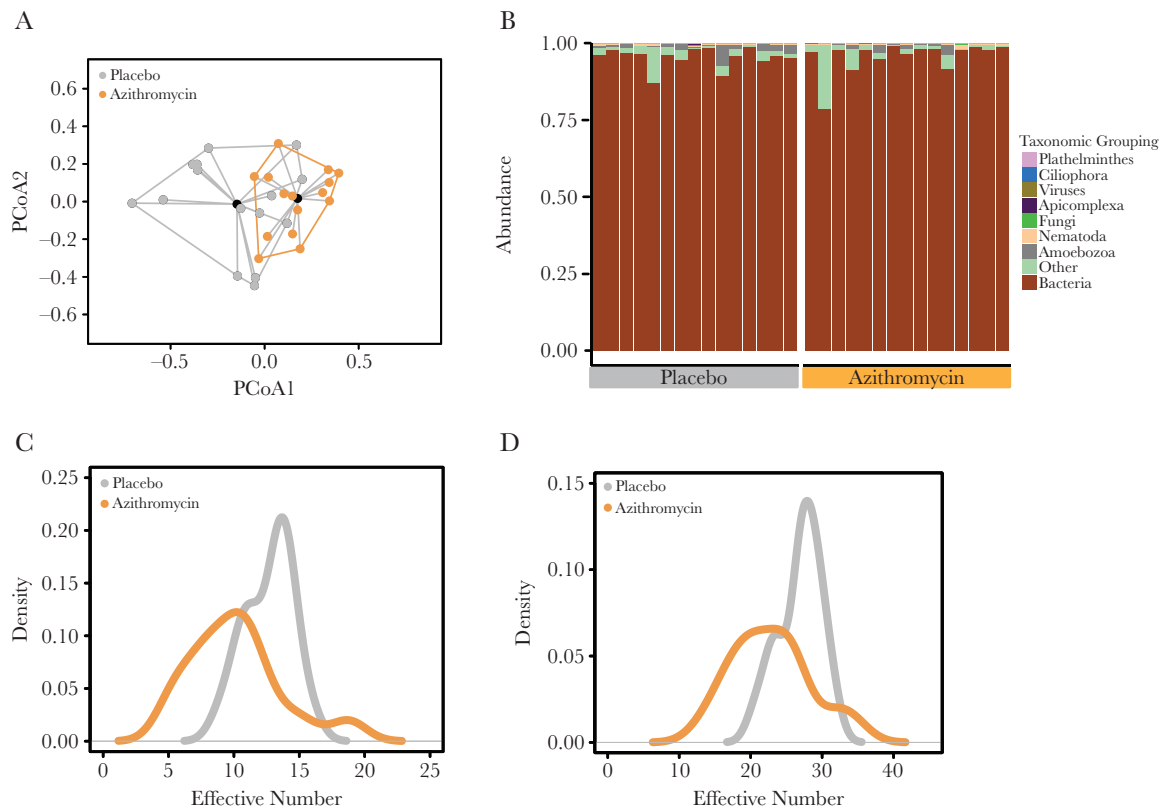 A
Placebo
Azithromycin
PCoA2
0.6
0.4
0.2
0.0
−0.2
−0.4
−0.6
−0.5
0.0
0.5
PCoA1
B
Abundance
1.00
0.75
0.50
0.25
0.00
Placebo
Azithromycin
Taxonomic Grouping
Plathelminthes
Ciliophora
Viruses
Apicomplexa
Fungi
Nematoda
Amoebozoa
Other
Bacteria
C
Placebo
Azithromycin
Density
0.25
0.20
0.15
0.10
0.05
0.00
0
5
10
15
20
25
Effective Number
D
Placebo
Azithromycin
Density
0.15
0.10
0.05
0.00
0
10
20
30
40
Effective Number